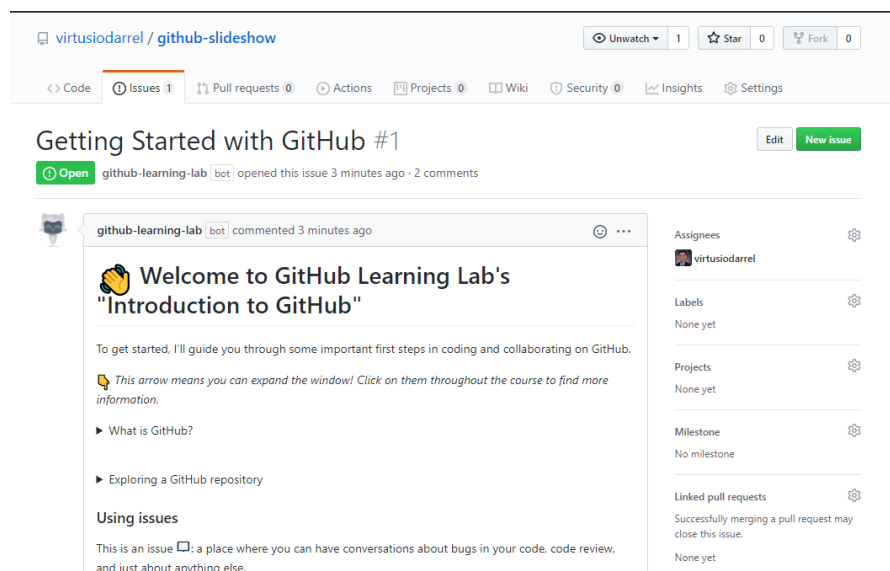 virtusiodarrel / github-slideshow
Unwatch 1 Star 0 Fork 0
Code Issues 1 Pull requests 0 Actions Projects 0 Wiki Security 0 Insights Settings
Getting Started with GitHub #1
Edit New issue
Open github-learning-lab bot opened this issue 3 minutes ago · 2 comments
github-learning-lab bot commented 3 minutes ago
Welcome to GitHub Learning Lab's
"Introduction to GitHub"
To get started, I'll guide you through some important first steps in coding and collaborating on GitHub.
This arrow means you can expand the window! Click on them throughout the course to find more
information.
What is GitHub?
Exploring a GitHub repository
Using issues
This is an issue : a place where you can have conversations about bugs in your code, code review,
and just about anything else.
Assignees
virtusiodarrel
Labels
None yet
Projects
None yet
Milestone
No milestone
Linked pull requests
Successfully merging a pull request may
close this issue.
None yet